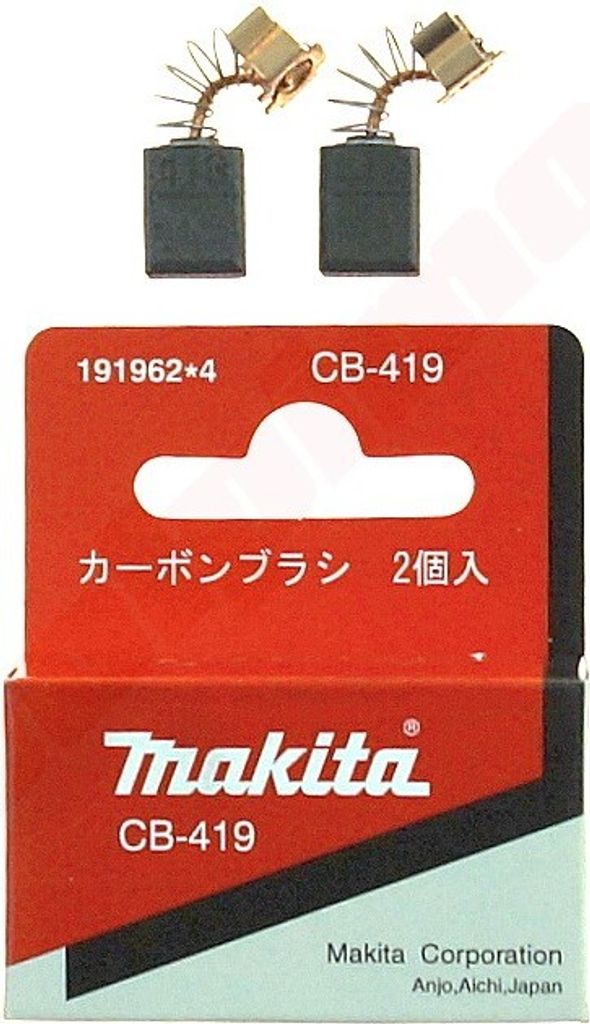 191962*4 CB-419
カーボンブラシ 2個入
makita®
CB-419
Makita Corporation
Anjo,Aichi,Japan